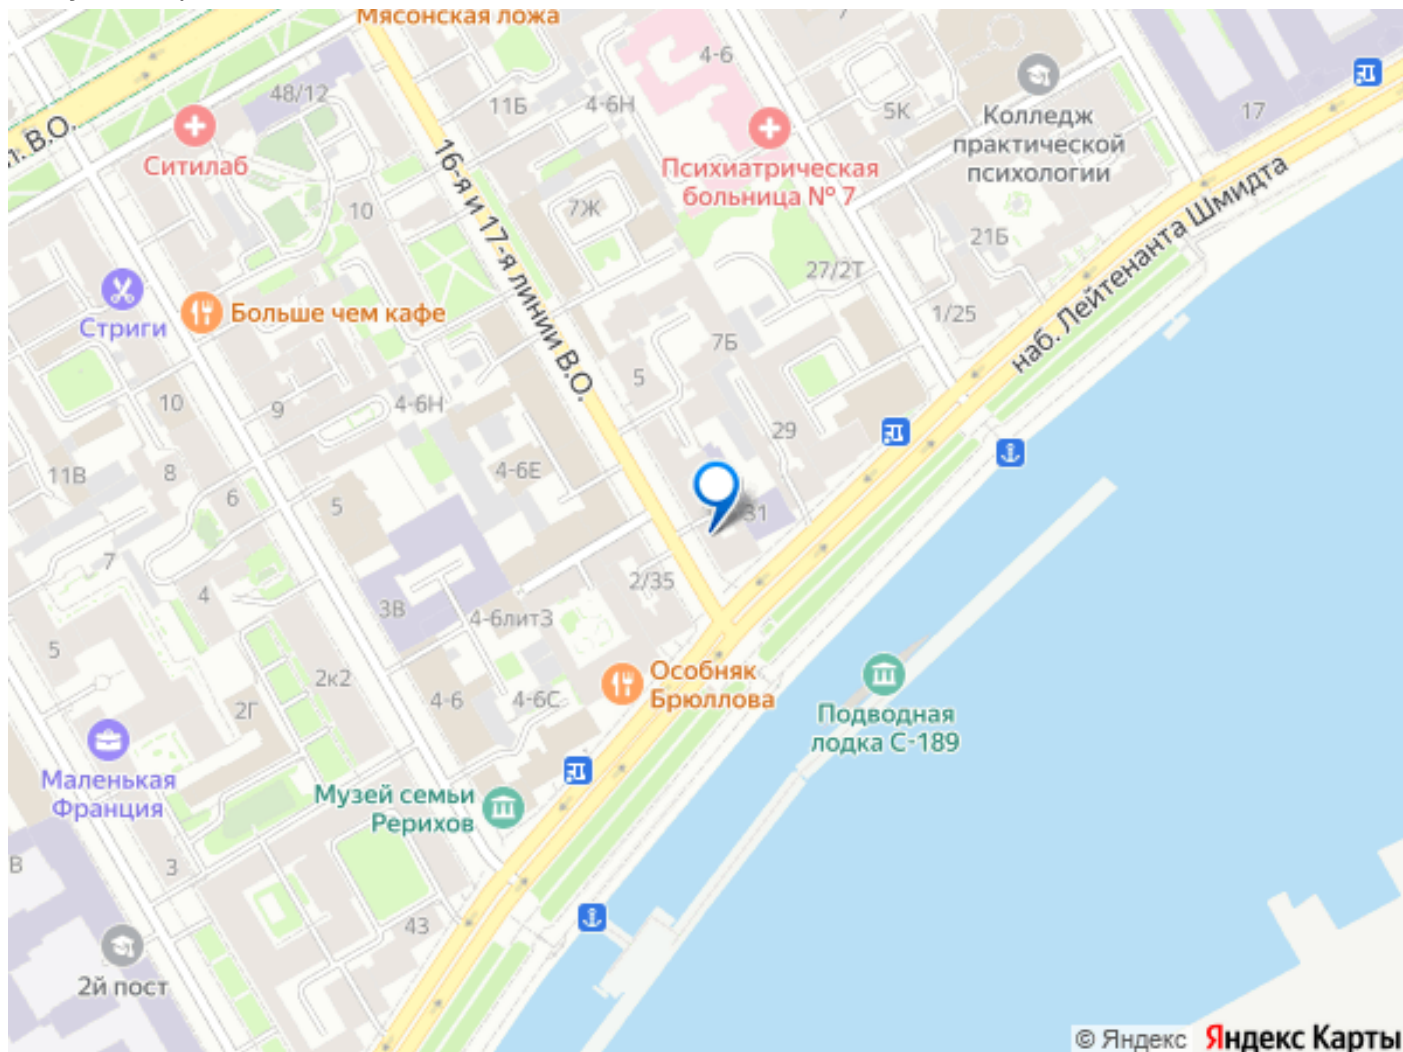 Мясонская ложа
4-6
У
48/12
11Б
4-6Н
5К
17
Колледж
практической
психологии
л. В.О.
Ситилаб
Психиатрическая
больница № 7
16-я и 17-я линии В.О.
наб. Лейтенанта Шмидта
10
7Ж
21Б
27/2Т
Стриги
Больше чем кафе
1/25
7Б
5
10
9
4-6Н
29
11В
8
6
5
4-6Е
31
7
4
3В
2/35
4-6литЗ
5
2к2
2Г
4-6
4-6С
Особняк
Брюллова
Подводная
лодка С-189
Маленькая
Франция
Музей семьи
Рерихов
В
3
43
2й пост
© Яндекс Яндекс Карты